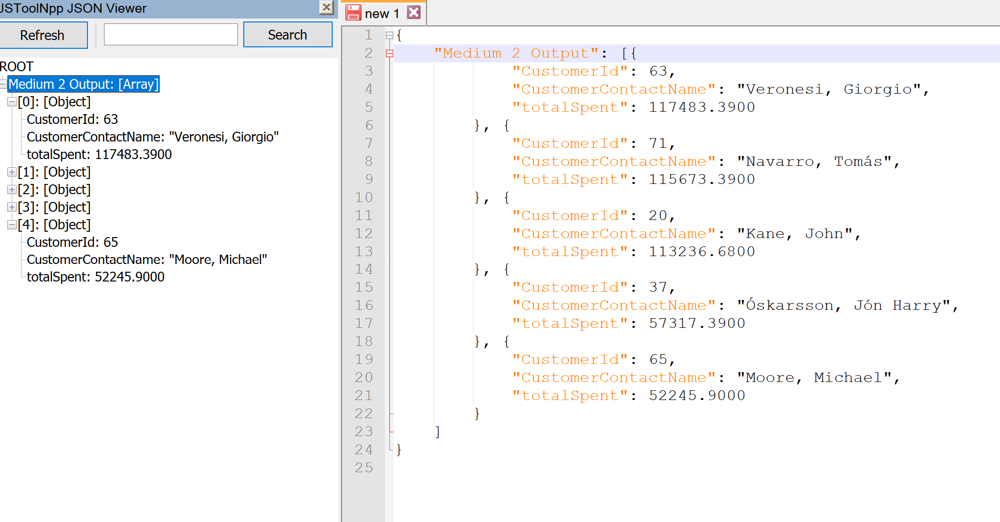 JSToolNpp JSON Viewer
Refresh
Search
ROOT
Medium 2 Output: [Array]
[0]: [Object]
CustomerId: 63
CustomerContactName: "Veronesi, Giorgio"
totalSpent: 117483.3900
[1]: [Object]
[2]: [Object]
[3]: [Object]
[4]: [Object]
CustomerId: 65
CustomerContactName: "Moore, Michael"
totalSpent: 52245.9000
new 1
1 {
2 "Medium 2 Output": [{
3 "CustomerId": 63,
4 "CustomerContactName": "Veronesi, Giorgio",
5 "totalSpent": 117483.3900
6 }, {
7 "CustomerId": 71,
8 "CustomerContactName": "Navarro, Tomás",
9 "totalSpent": 115673.3900
10 }, {
11 "CustomerId": 20,
12 "CustomerContactName": "Kane, John",
13 "totalSpent": 113236.6800
14 }, {
15 "CustomerId": 37,
16 "CustomerContactName": "Óskarsson, Jón Harry",
17 "totalSpent": 57317.3900
18 }, {
19 "CustomerId": 65,
20 "CustomerContactName": "Moore, Michael",
21 "totalSpent": 52245.9000
22 }
23 ]
24 }
25